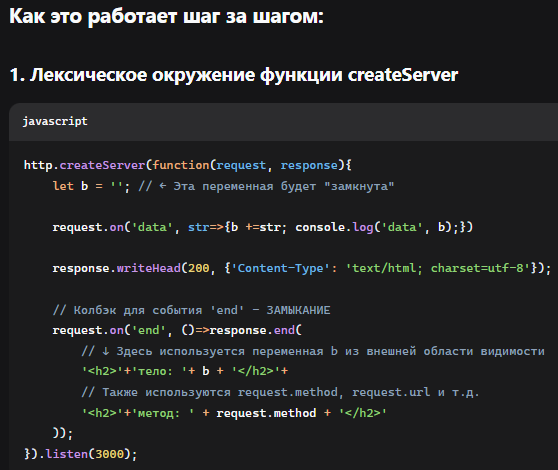 Как это работает шаг за шагом:
1. Лексическое окружение функции createServer
javascript
http.createServer(function(request, response){
    let b = ''; // ← Эта переменная будет "замкнута"
    request.on('data', str=>{b +=str; console.log('data', b);})
    response.writeHead(200, {'Content-Type': 'text/html; charset=utf-8'});
    // Колбэк для события 'end' - ЗАМЫКАНИЕ
    request.on('end', ()=>response.end(
        // ↓ Здесь используется переменная b из внешней области видимости
        '<h2>'+'тело: '+ b + '</h2>'+
        // Также используются request.method, request.url и т.д.
        '<h2>'+'метод: ' + request.method + '</h2>'
    ));
}).listen(3000);